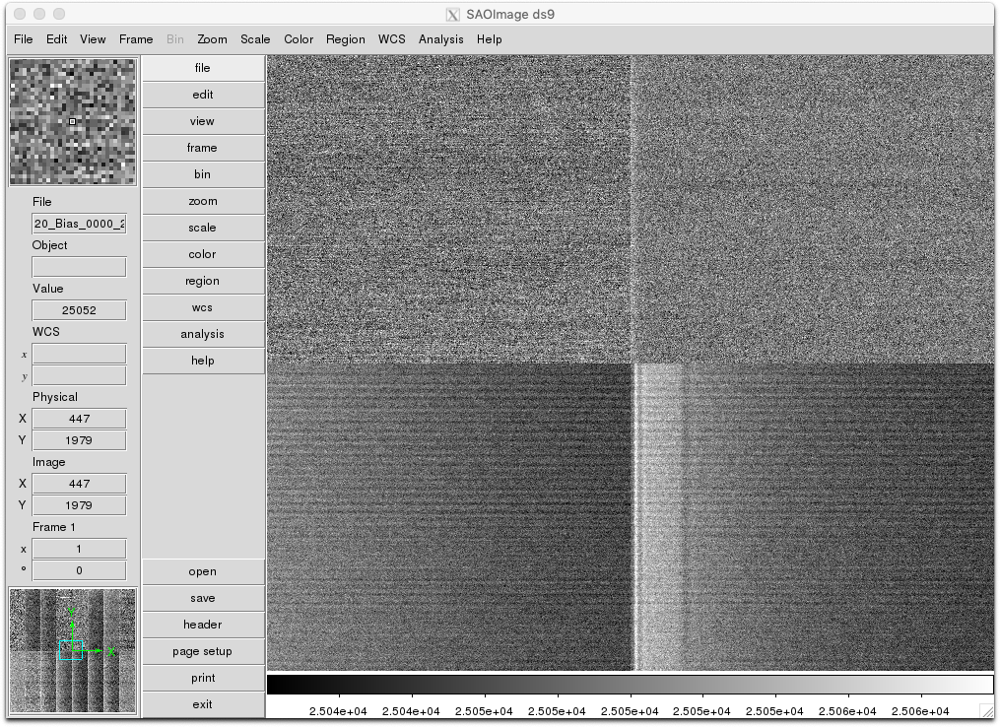 SAOImage ds9
File Edit View Frame Bin Zoom Scale Color Region WCS Analysis Help
file
edit
view
frame
bin
zoom
scale
color
region
wcs
analysis
help
File
20_Bias_0000_2
Object
Value
25052
WCS
x
y
Physical
X 447
Y 1979
Image
X 447
Y 1979
Frame 1
x 1
° 0
Y
X
open
save
header
page setup
print
exit
2.504e+04 2.504e+04 2.505e+04 2.505e+04 2.505e+04 2.505e+04 2.505e+04 2.506e+04 2.506e+04